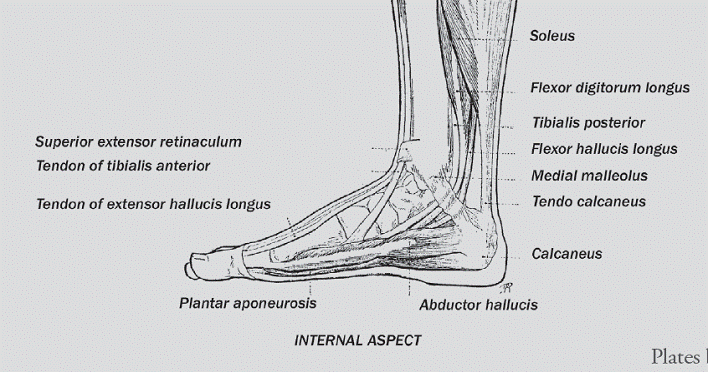 Soleus
Flexor digitorum longus
Tibialis posterior
Superior extensor retinaculum
Flexor hallucis longus
Tendon of tibialis anterior
Medial malleolus
Tendon of extensor hallucis longus
Tendo calcaneus
Calcaneus
Plantar aponeurosis
Abductor hallucis
INTERNAL ASPECT
Plates